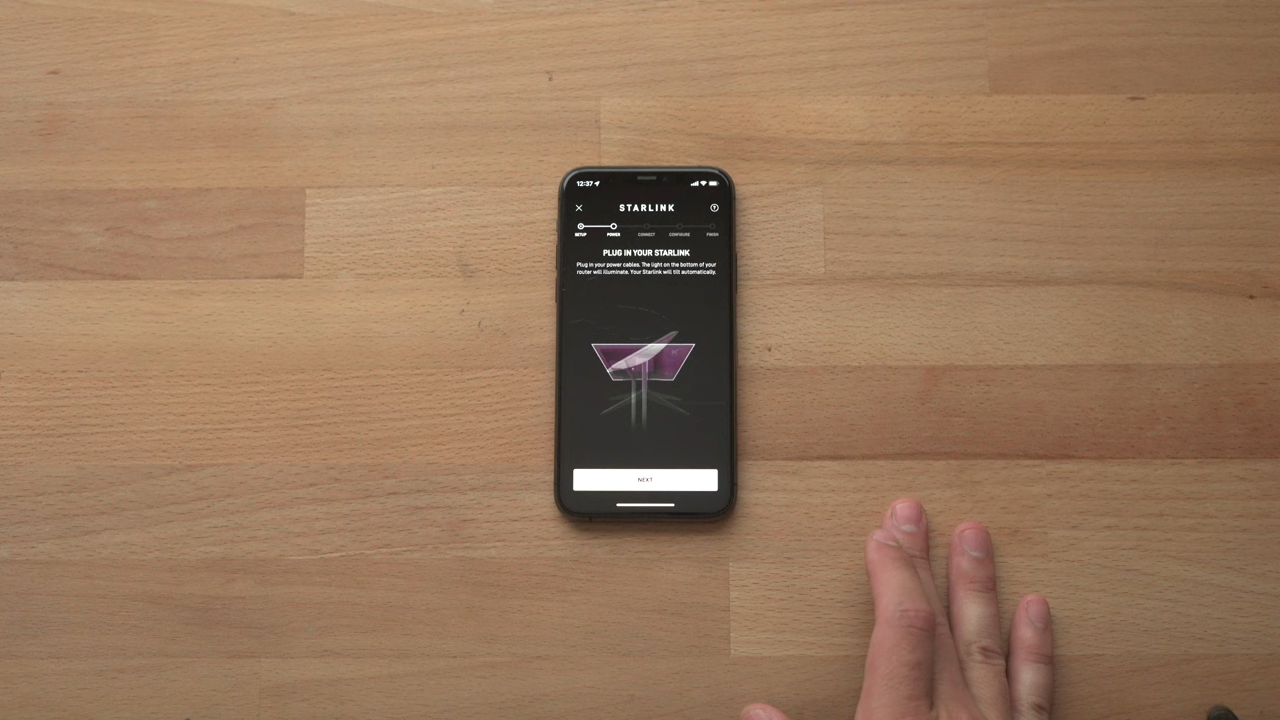 12:37
STARLINK
SETUP POWER CONNECT CONFIGURE FINISH
PLUG IN YOUR STARLINK
Plug in your power cables. The light on the bottom of your
router will illuminate. Your Starlink will tilt automatically.
NEXT